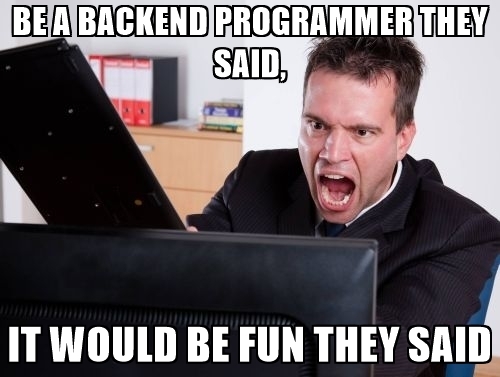 BE A BACKEND PROGRAMMER THEY
SAID,
IT WOULD BE FUN THEY SAID